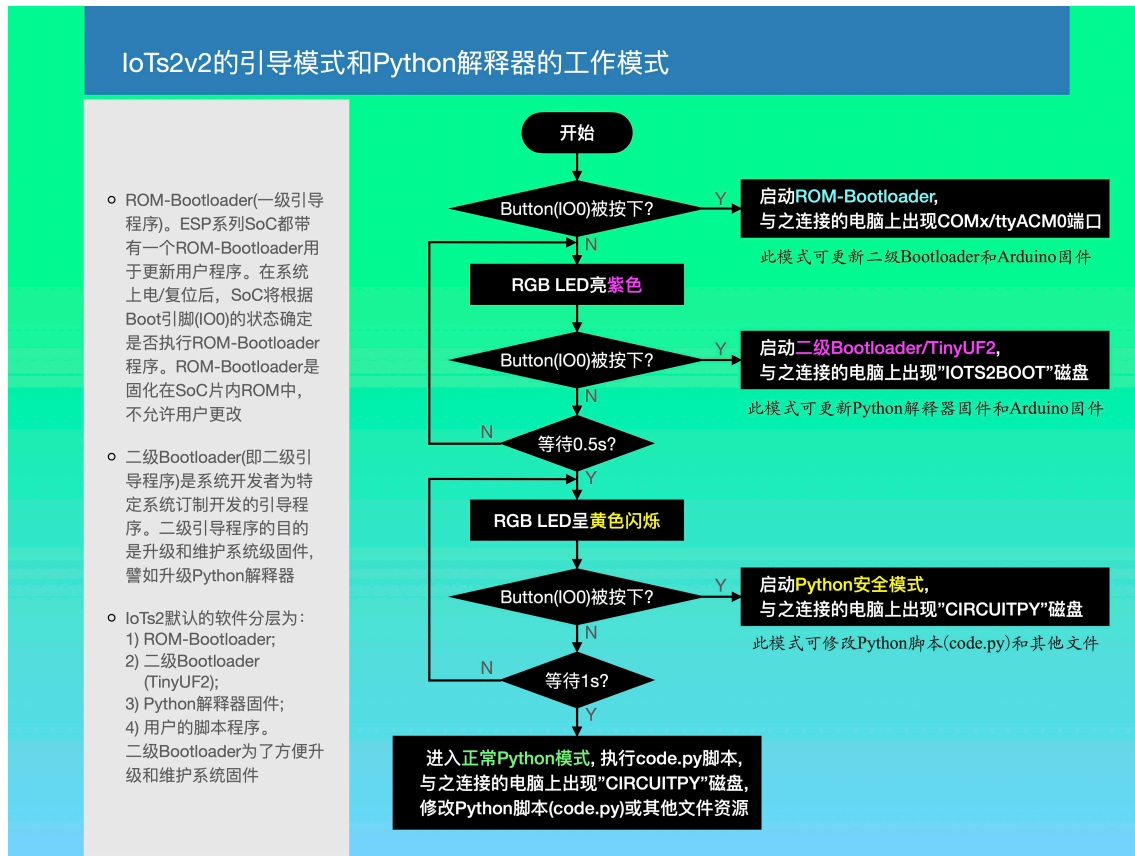 IoTs2v2的引导模式和Python解释器的工作模式
ROM-Bootloader(一级引导
程序)。ESP系列SoC都带
有一个ROM-Bootloader用
于更新用户程序。在系统
上电/复位后，SoC将根据
Boot引脚(IO0)的状态确定
是否执行ROM-Bootloader
程序。ROM-Bootloader是
固化在SoC片内ROM中，
不允许用户更改
二级Bootloader(即二级引
导程序)是系统开发者为特
定系统订制开发的引导程
序。二级引导程序的目的
是升级和维护系统级固件，
譬如升级Python解释器
IoTs2默认的软件分层为：
1) ROM-Bootloader;
2) 二级Bootloader
(TinyUF2);
3) Python解释器固件;
4) 用户的脚本程序。
二级Bootloader为了方便升
级和维护系统固件
开始
Button(IO0)被按下?
Y
启动ROM-Bootloader,
与之连接的电脑上出现COMx/ttyACM0端口
此模式可更新二级Bootloader和Arduino固件
N
RGB LED亮紫色
Button(IO0)被按下?
Y
启动二级Bootloader/TinyUF2,
与之连接的电脑上出现”IOTS2BOOT”磁盘
此模式可更新Python解释器固件和Arduino固件
N
等待0.5s?
N
Y
RGB LED呈黄色闪烁
Button(IO0)被按下?
Y
启动Python安全模式,
与之连接的电脑上出现”CIRCUITPY”磁盘
此模式可修改Python脚本(code.py)和其他文件
N
等待1s?
N
Y
进入正常Python模式, 执行code.py脚本,
与之连接的电脑上出现”CIRCUITPY”磁盘,
修改Python脚本(code.py)或其他文件资源